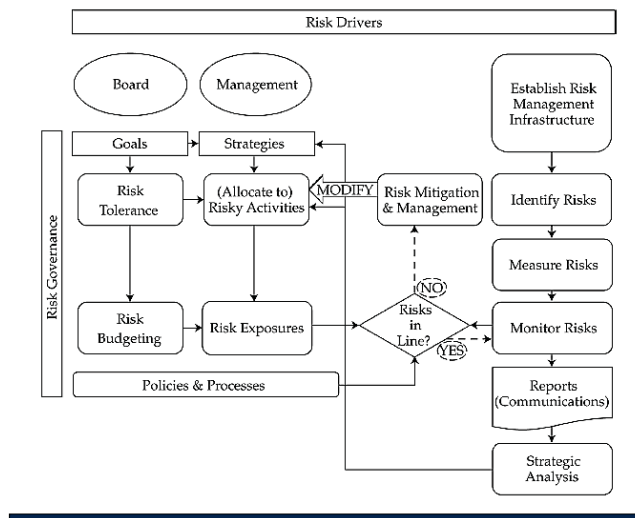 Risk Drivers
Board
Management
Establish Risk
Management
Infrastructure
Risk Governance
Goals
Strategies
Risk
Tolerance
(Allocate to)
Risky Activities
MODIFY
Risk Mitigation
& Management
Identify Risks
Measure Risks
NO
Risk
Budgeting
Risk Exposures
Risks
in
Line?
YES
Monitor Risks
Policies & Processes
Reports
(Communications)
Strategic
Analysis